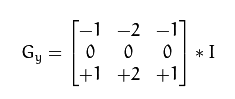 G_y = [ −1 −2 −1
0 0 0
+1 +2 +1 ] * I